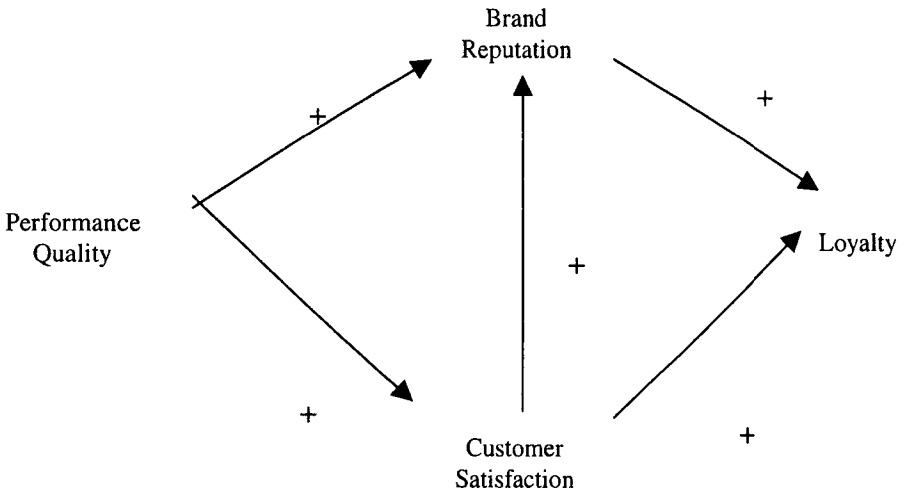 Brand
Reputation
+
+
Performance
Quality
+
Loyalty
+
+
Customer
Satisfaction